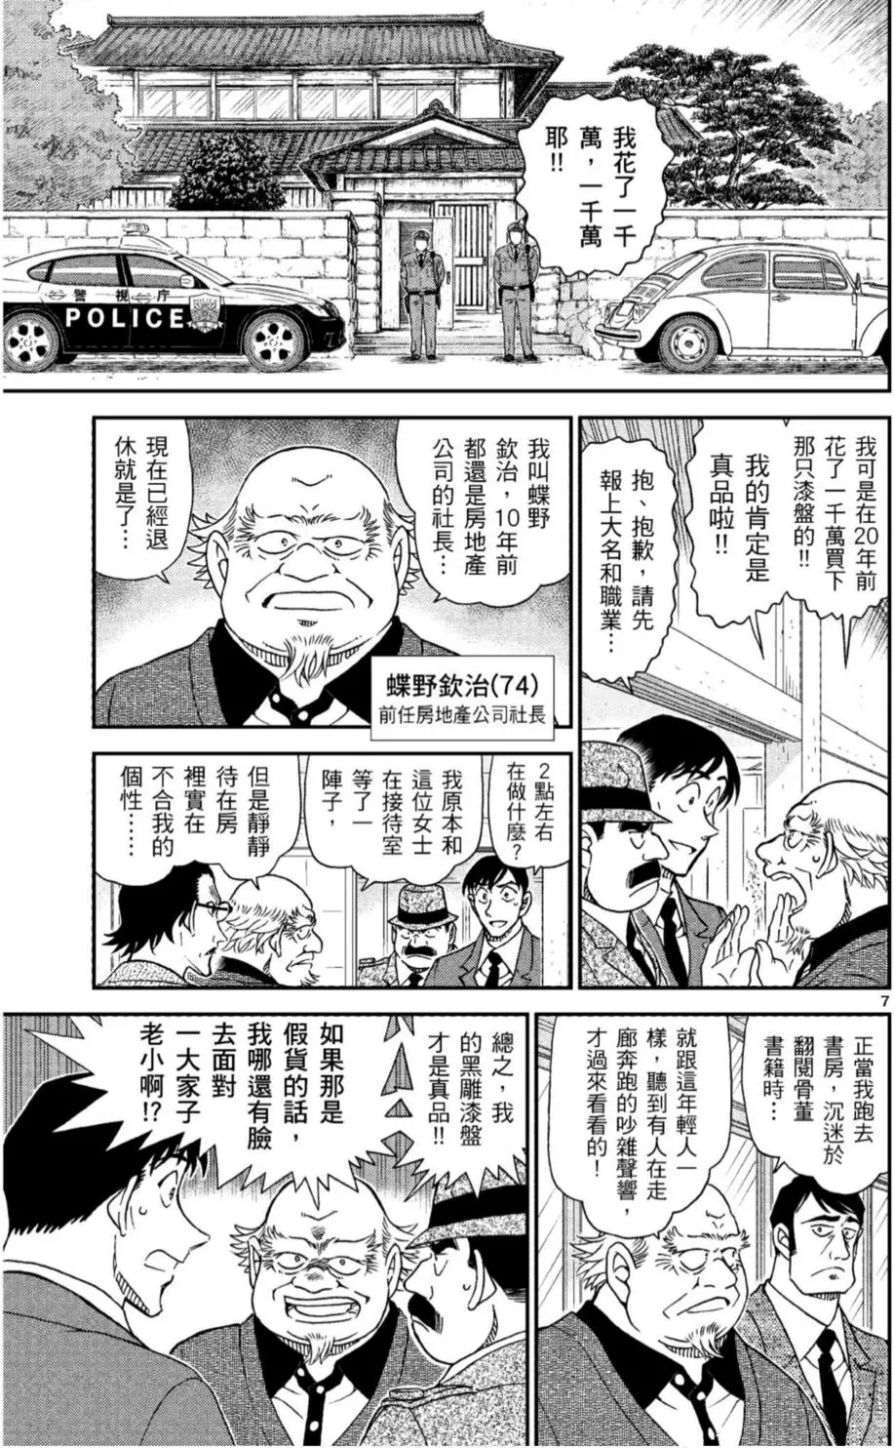 我花了一千
萬，一千萬
耶!!
警視庁
POLICE
我可是在20年前
花了一千萬買下
那只漆盤的!!
我的肯定是
真品啦!!
抱、抱歉，請先
報上大名和職業…
我叫蝶野
欽治，10年前
都還是房地產
公司的社長…
現在已經退
休就是了…
蝶野欽治(74)
前任房地產公司社長
2點左右
在做什麼？
我原本和
這位女士
在接待室
等了一
陣子，
但是靜靜
待在房
裡實在
不合我的
個性……
7
正當我跑去
書房，沉迷於
翻閱骨董
書籍時…
就跟這年輕人一
樣，聽到有人在走
廊奔跑的吵雜聲響，
才過來看看的！
總之，我
的黑雕漆盤
才是真品!!
如果那是
假貨的話，
我哪還有臉
去面對
一大家子
老小啊!?